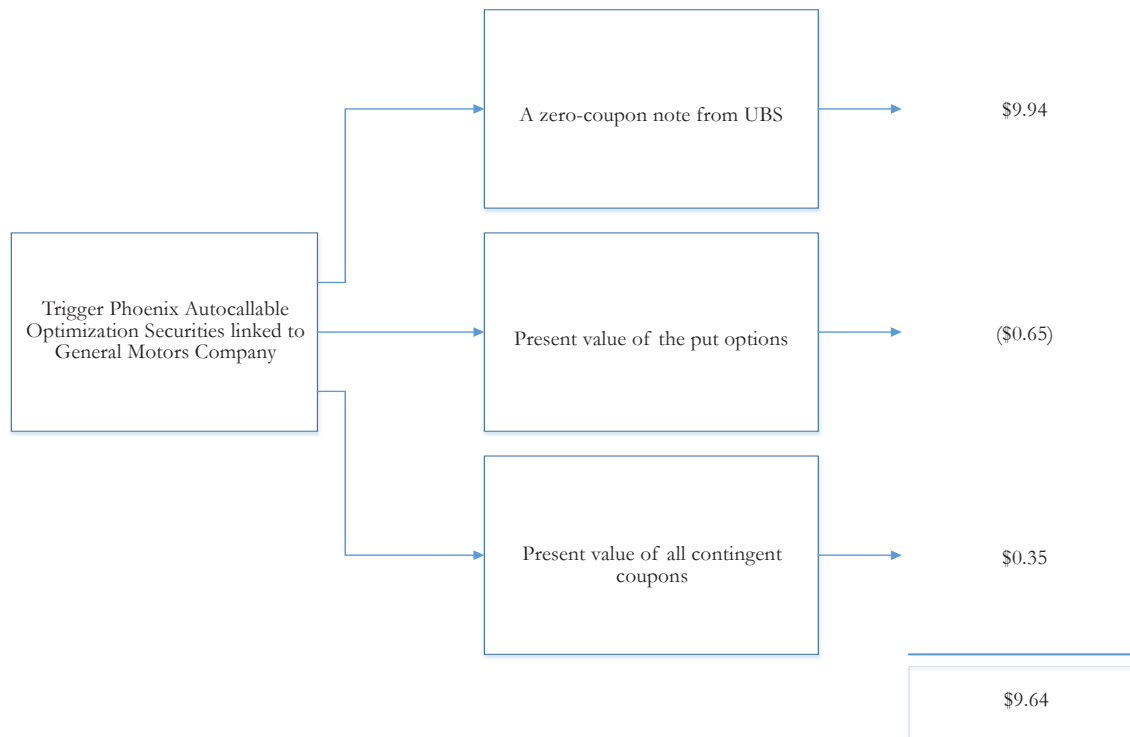 A zero-coupon note from UBS
$9.94
Trigger Phoenix Autocallable
Optimization Securities linked to
General Motors Company
Present value of the put options
($0.65)
Present value of all contingent
coupons
$0.35
$9.64